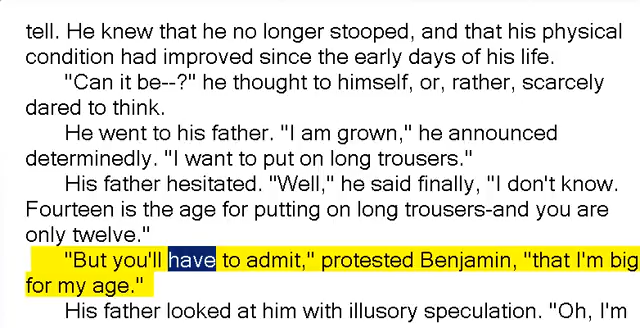 tell. He knew that he no longer stooped, and that his physical
condition had improved since the early days of his life.
"Can it be--?" he thought to himself, or, rather, scarcely
dared to think.
He went to his father. "I am grown," he announced
determinedly. "I want to put on long trousers."
His father hesitated. "Well," he said finally, "I don't know.
Fourteen is the age for putting on long trousers-and you are
only twelve."
"But you'll have to admit," protested Benjamin, "that I'm big
for my age."
His father looked at him with illusory speculation. "Oh, I'm